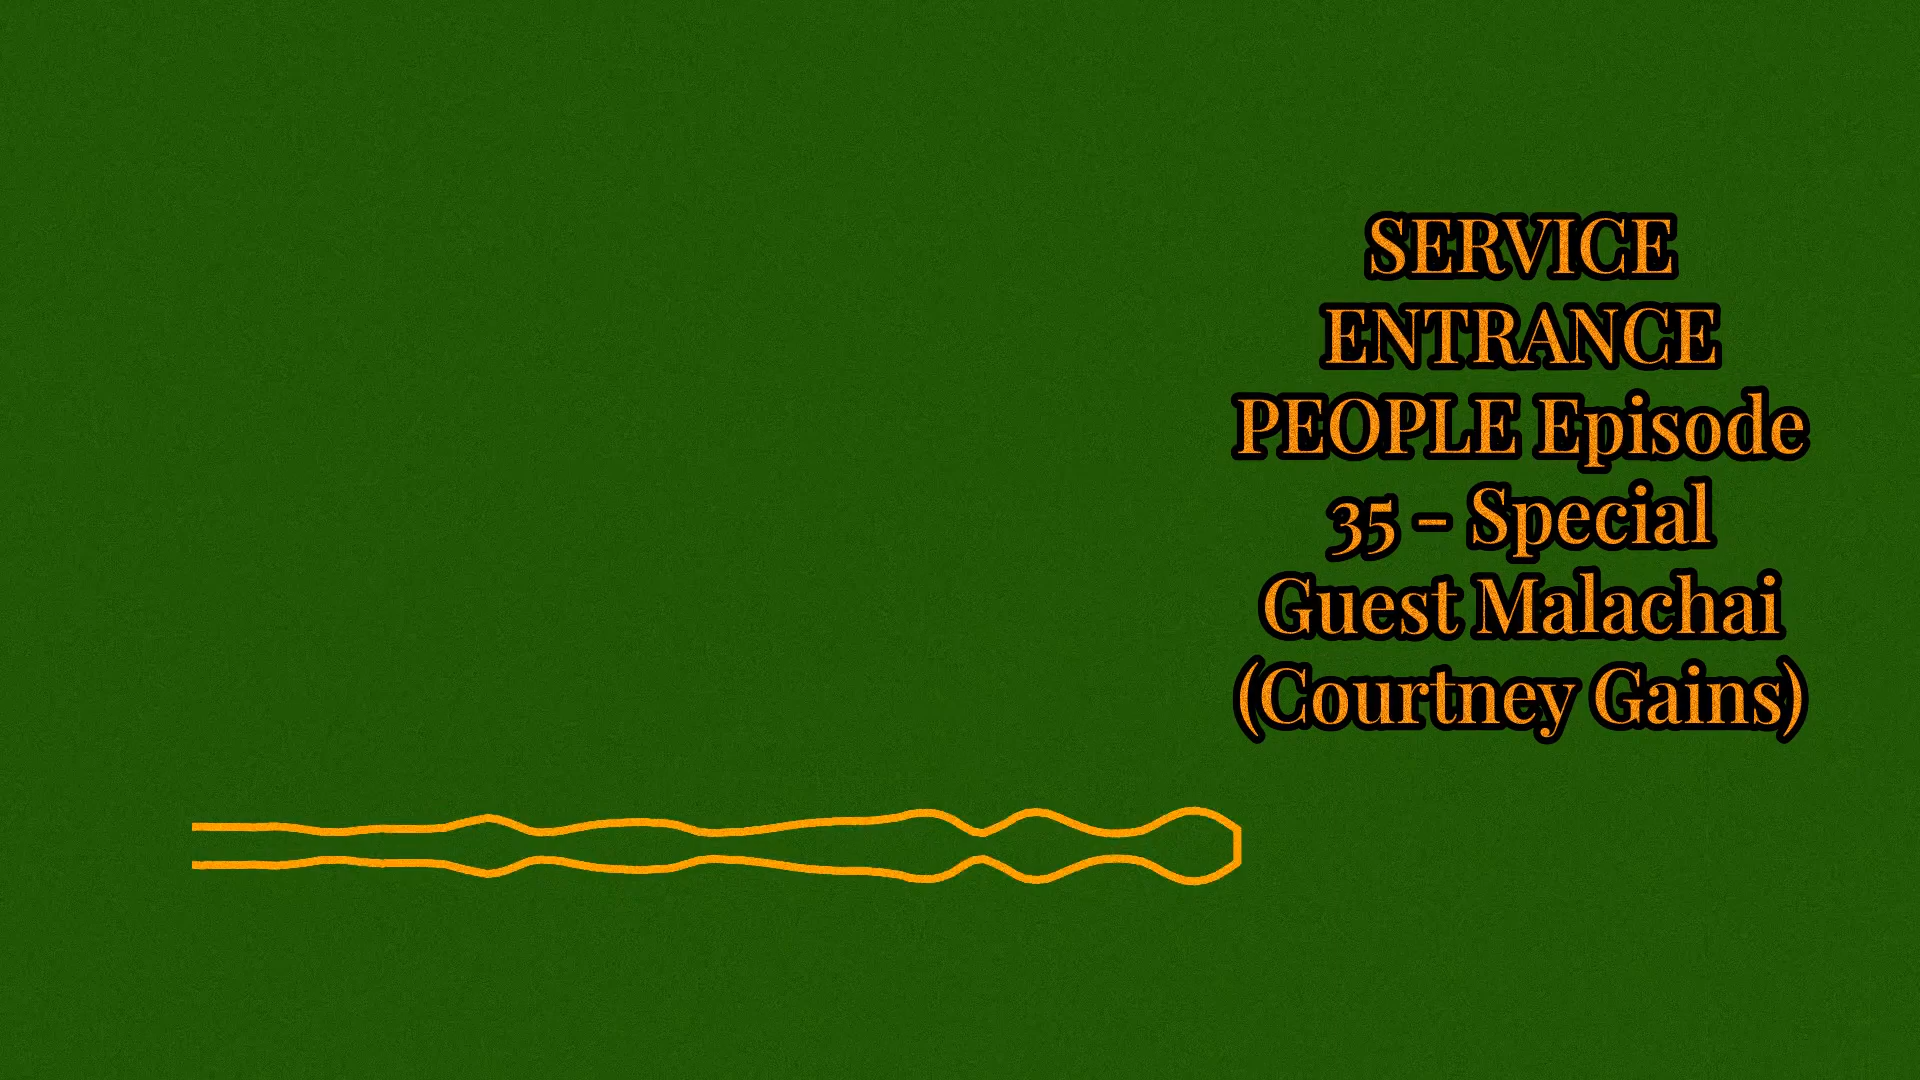 SERVICE
ENTRANCE
PEOPLE Episode
35 – Special
Guest Malachai
(Courtney Gains)